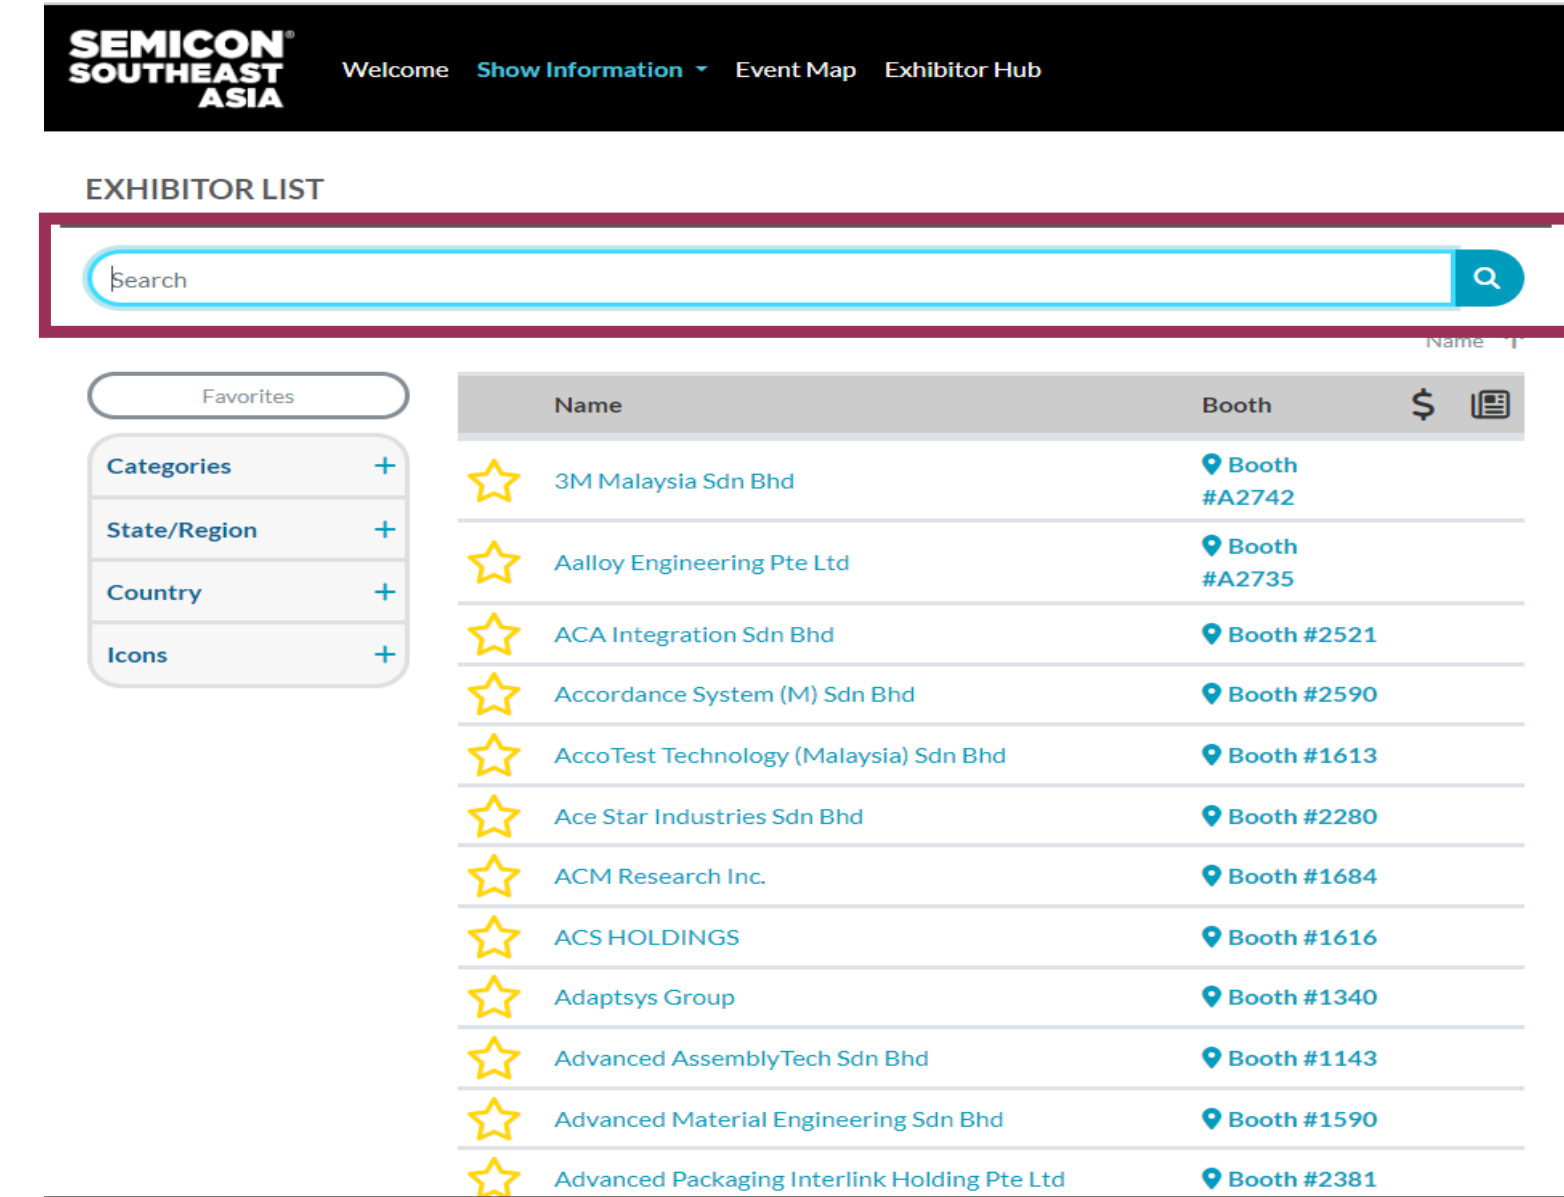 SEMICON®
SOUTHEAST
ASIA
Welcome Show Information Event Map Exhibitor Hub
EXHIBITOR LIST
Search
Name ↑
Favorites
Categories +
State/Region +
Country +
Icons +
Name Booth $
3M Malaysia Sdn Bhd Booth
#A2742
Aalloy Engineering Pte Ltd Booth
#A2735
ACA Integration Sdn Bhd Booth #2521
Accordance System (M) Sdn Bhd Booth #2590
AccoTest Technology (Malaysia) Sdn Bhd Booth #1613
Ace Star Industries Sdn Bhd Booth #2280
ACM Research Inc. Booth #1684
ACS HOLDINGS Booth #1616
Adaptsys Group Booth #1340
Advanced AssemblyTech Sdn Bhd Booth #1143
Advanced Material Engineering Sdn Bhd Booth #1590
Advanced Packaging Interlink Holding Pte Ltd Booth #2381